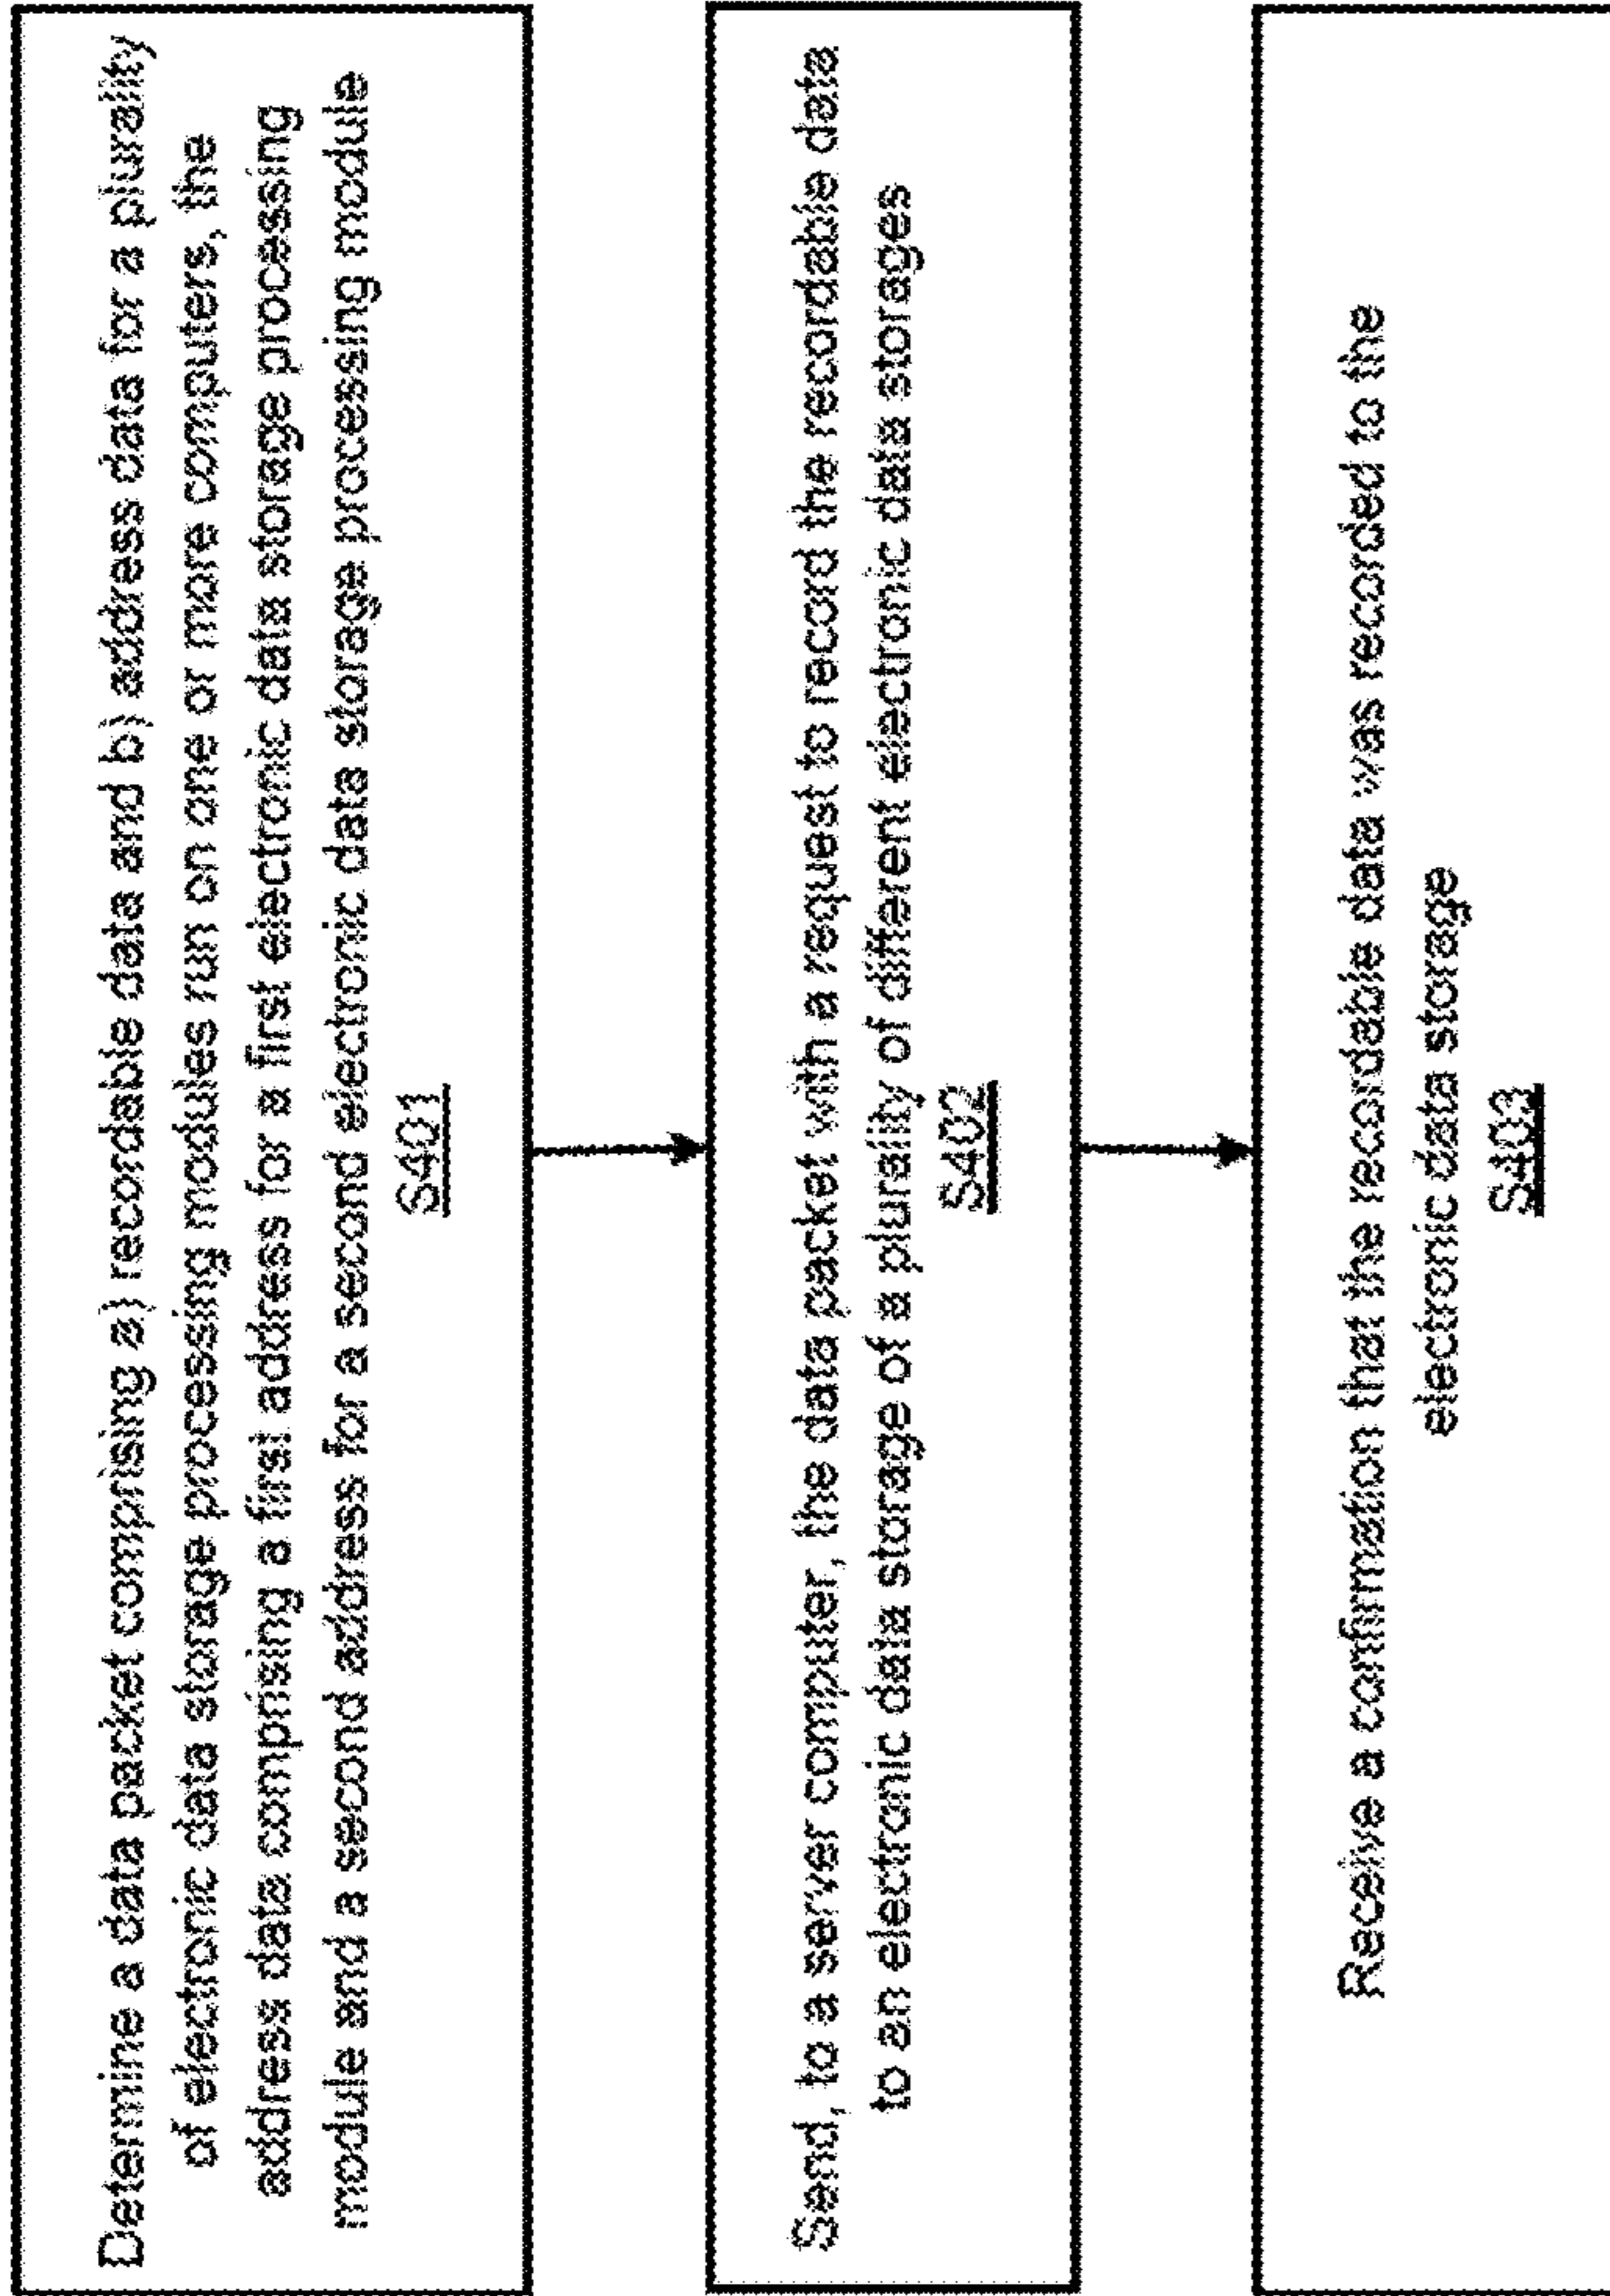 Determine a data packet comprising a) recordable data and b) address data for a plurality
of electronic data storage processing modules run on one or more computers, the
address data comprising a first address for a first electronic data storage processing
module and a second address for a second electronic data storage processing module
S401
Send, to a server computer, the data packet with a request to record the recordable data
to an electronic data storage of a plurality of different electronic data storages
S402
Receive a confirmation that the recordable data was recorded to the
electronic data storage
S403